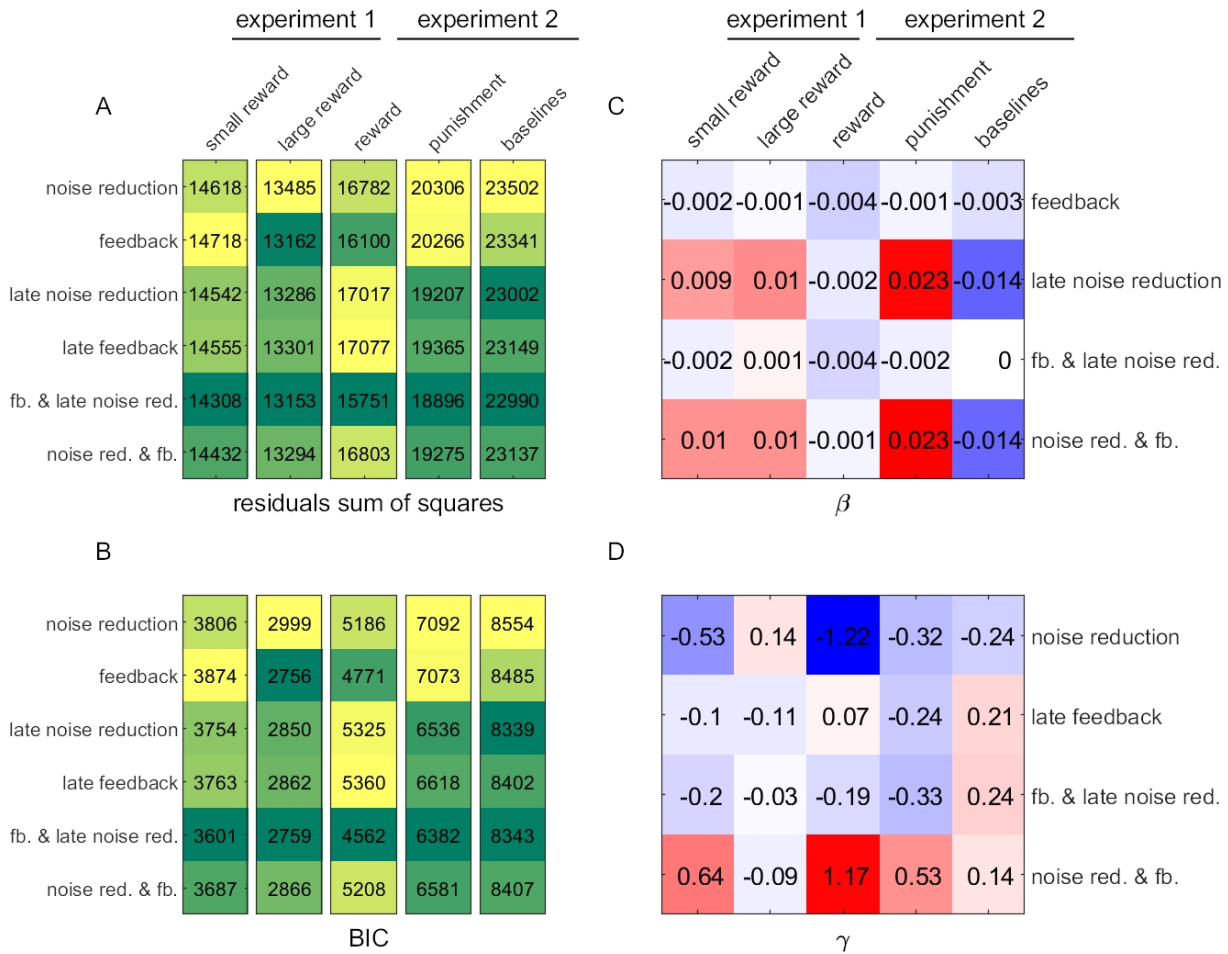 experiment 1 experiment 2
A small reward large reward reward punishment baselines
noise reduction 14618 13485 16782 20306 23502
feedback 14718 13162 16100 20266 23341
late noise reduction 14542 13286 17017 19207 23002
late feedback 14555 13301 17077 19365 23149
fb. & late noise red. 14308 13153 15751 18896 22990
noise red. & fb. 14432 13294 16803 19275 23137
residuals sum of squares
B
noise reduction 3806 2999 5186 7092 8554
feedback 3874 2756 4771 7073 8485
late noise reduction 3754 2850 5325 6536 8339
late feedback 3763 2862 5360 6618 8402
fb. & late noise red. 3601 2759 4562 6382 8343
noise red. & fb. 3687 2866 5208 6581 8407
BIC
experiment 1 experiment 2
C small reward large reward reward punishment baselines
-0.002 -0.001 -0.004 -0.001 -0.003 feedback
0.009 0.01 -0.002 0.023 -0.014 late noise reduction
-0.002 0.001 -0.004 -0.002 0 fb. & late noise red.
0.01 0.01 -0.001 0.023 -0.014 noise red. & fb.
β
D
-0.53 0.14 -1.22 -0.32 -0.24 noise reduction
-0.1 -0.11 0.07 -0.24 0.21 late feedback
-0.2 -0.03 -0.19 -0.33 0.24 fb. & late noise red.
0.64 -0.09 1.17 0.53 0.14 noise red. & fb.
γ